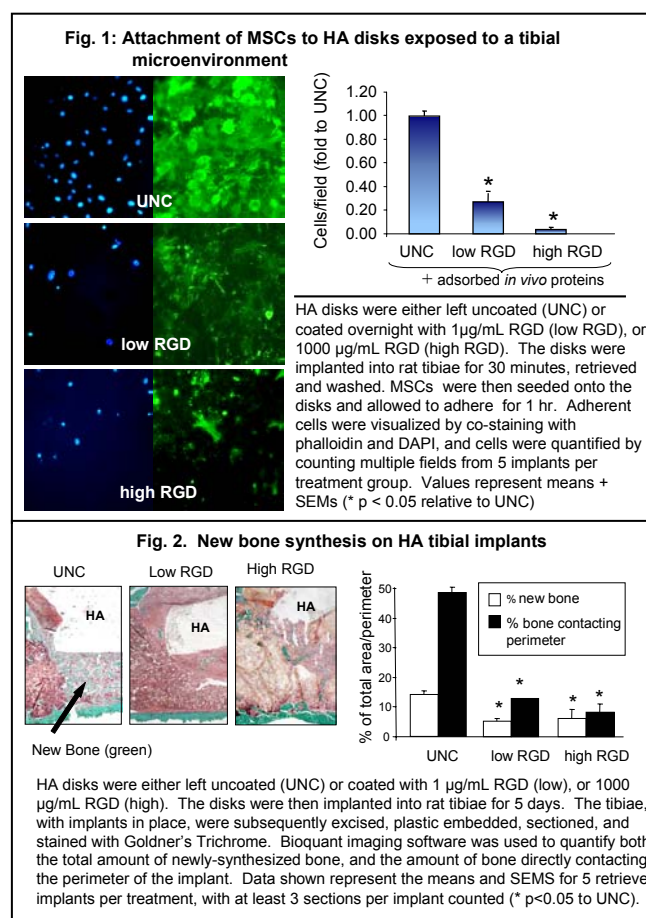 Fig. 1: Attachment of MSCs to HA disks exposed to a tibial
microenvironment
UNC
low RGD
high RGD
Cells/field (fold to UNC)
1.20
1.00
0.80
0.60
0.40
0.20
0.00
*
*
UNC low RGD high RGD
+ adsorbed in vivo proteins
HA disks were either left uncoated (UNC) or
coated overnight with 1µg/mL RGD (low RGD), or
1000 µg/mL RGD (high RGD). The disks were
implanted into rat tibiae for 30 minutes, retrieved
and washed. MSCs were then seeded onto the
disks and allowed to adhere for 1 hr. Adherent
cells were visualized by co-staining with
phalloidin and DAPI, and cells were quantified by
counting multiple fields from 5 implants per
treatment group. Values represent means +
SEMs (* p < 0.05 relative to UNC)
Fig. 2. New bone synthesis on HA tibial implants
UNC Low RGD High RGD
HA HA HA
New Bone (green)
% of total area/perimeter
50
40
30
20
10
0
% new bone
% bone contacting
perimeter
* * * *
UNC low RGD high RGD
HA disks were either left uncoated (UNC) or coated with 1 µg/mL RGD (low), or 1000
µg/mL RGD (high). The disks were then implanted into rat tibiae for 5 days. The tibiae,
with implants in place, were subsequently excised, plastic embedded, sectioned, and
stained with Goldner's Trichrome. Bioquant imaging software was used to quantify both
the total amount of newly-synthesized bone, and the amount of bone directly contacting
the perimeter of the implant. Data shown represent the means and SEMS for 5 retrieve
implants per treatment, with at least 3 sections per implant counted (* p<0.05 to UNC).